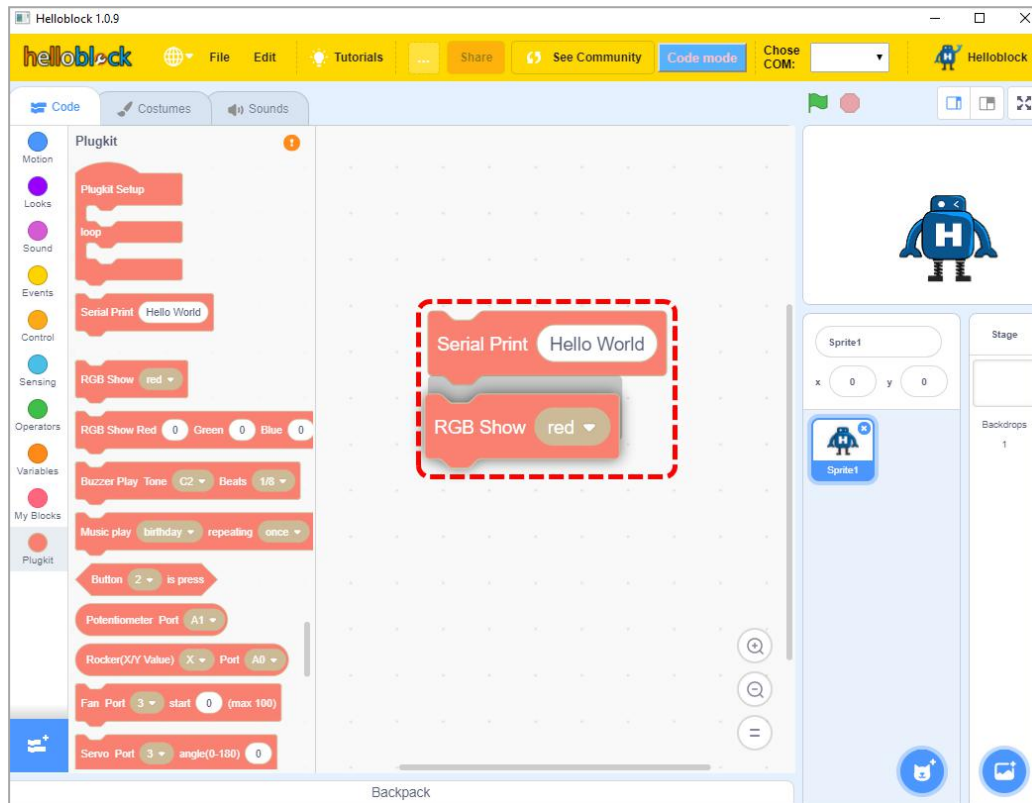 Helloblock 1.0.9
helloblock File Edit Tutorials ... Share See Community Code mode Chose COM: Helloblock
Code Costumes Sounds
Motion
Looks
Sound
Events
Control
Sensing
Operators
Variables
My Blocks
Plugkit
Plugkit
Plugkit Setup
loop
Serial Print Hello World
RGB Show red
RGB Show Red 0 Green 0 Blue 0
Buzzer Play Tone C2 Beats 1/8
Music play birthday repeating once
Button 2 is press
Potentiometer Port A1
Rocker(X/Y Value) X Port A0
Fan Port 3 start 0 (max 100)
Servo Port 3 angle(0-180) 0
Serial Print Hello World
RGB Show red
H
Sprite1
x 0 y 0
Sprite1
Stage
Backdrops
1
Backpack